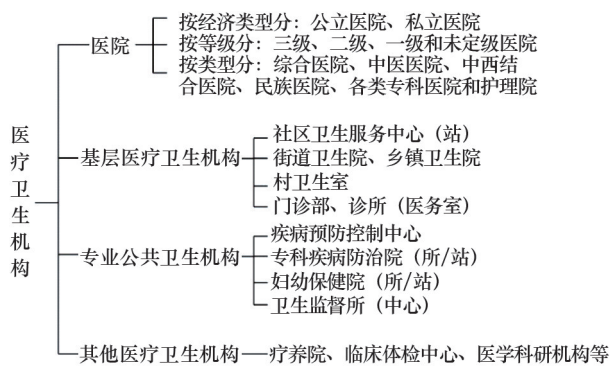 医疗卫生机构
医院
按经济类型分：公立医院、私立医院
按等级分：三级、二级、一级和未定级医院
按类型分：综合医院、中医医院、中西结
合医院、民族医院、各类专科医院和护理院
基层医疗卫生机构
社区卫生服务中心（站）
街道卫生院、乡镇卫生院
村卫生室
门诊部、诊所（医务室）
专业公共卫生机构
疾病预防控制中心
专科疾病防治院（所/站）
妇幼保健院（所/站）
卫生监督所（中心）
其他医疗卫生机构
疗养院、临床体检中心、医学科研机构等